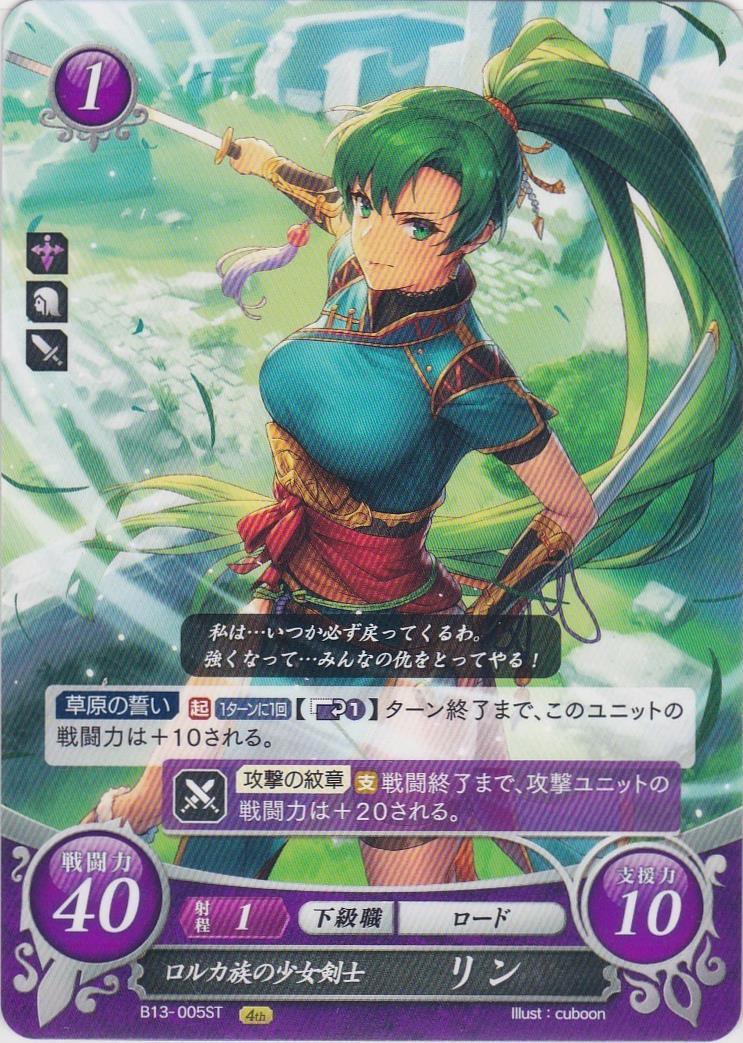 1
私は…いつか必ず戻ってくるわ。
強くなって…みんなの仇をとってやる！
草原の誓い 起 1ターンに1回 【 1 】ターン終了まで、このユニットの
戦闘力は＋10される。
攻撃の紋章 支 戦闘終了まで、攻撃ユニットの
戦闘力は＋20される。
戦闘力
40
射程 1 下級職 ロード
支援力
10
ロルカ族の少女剣士 リン
B13-005ST 4th Illust : cuboon